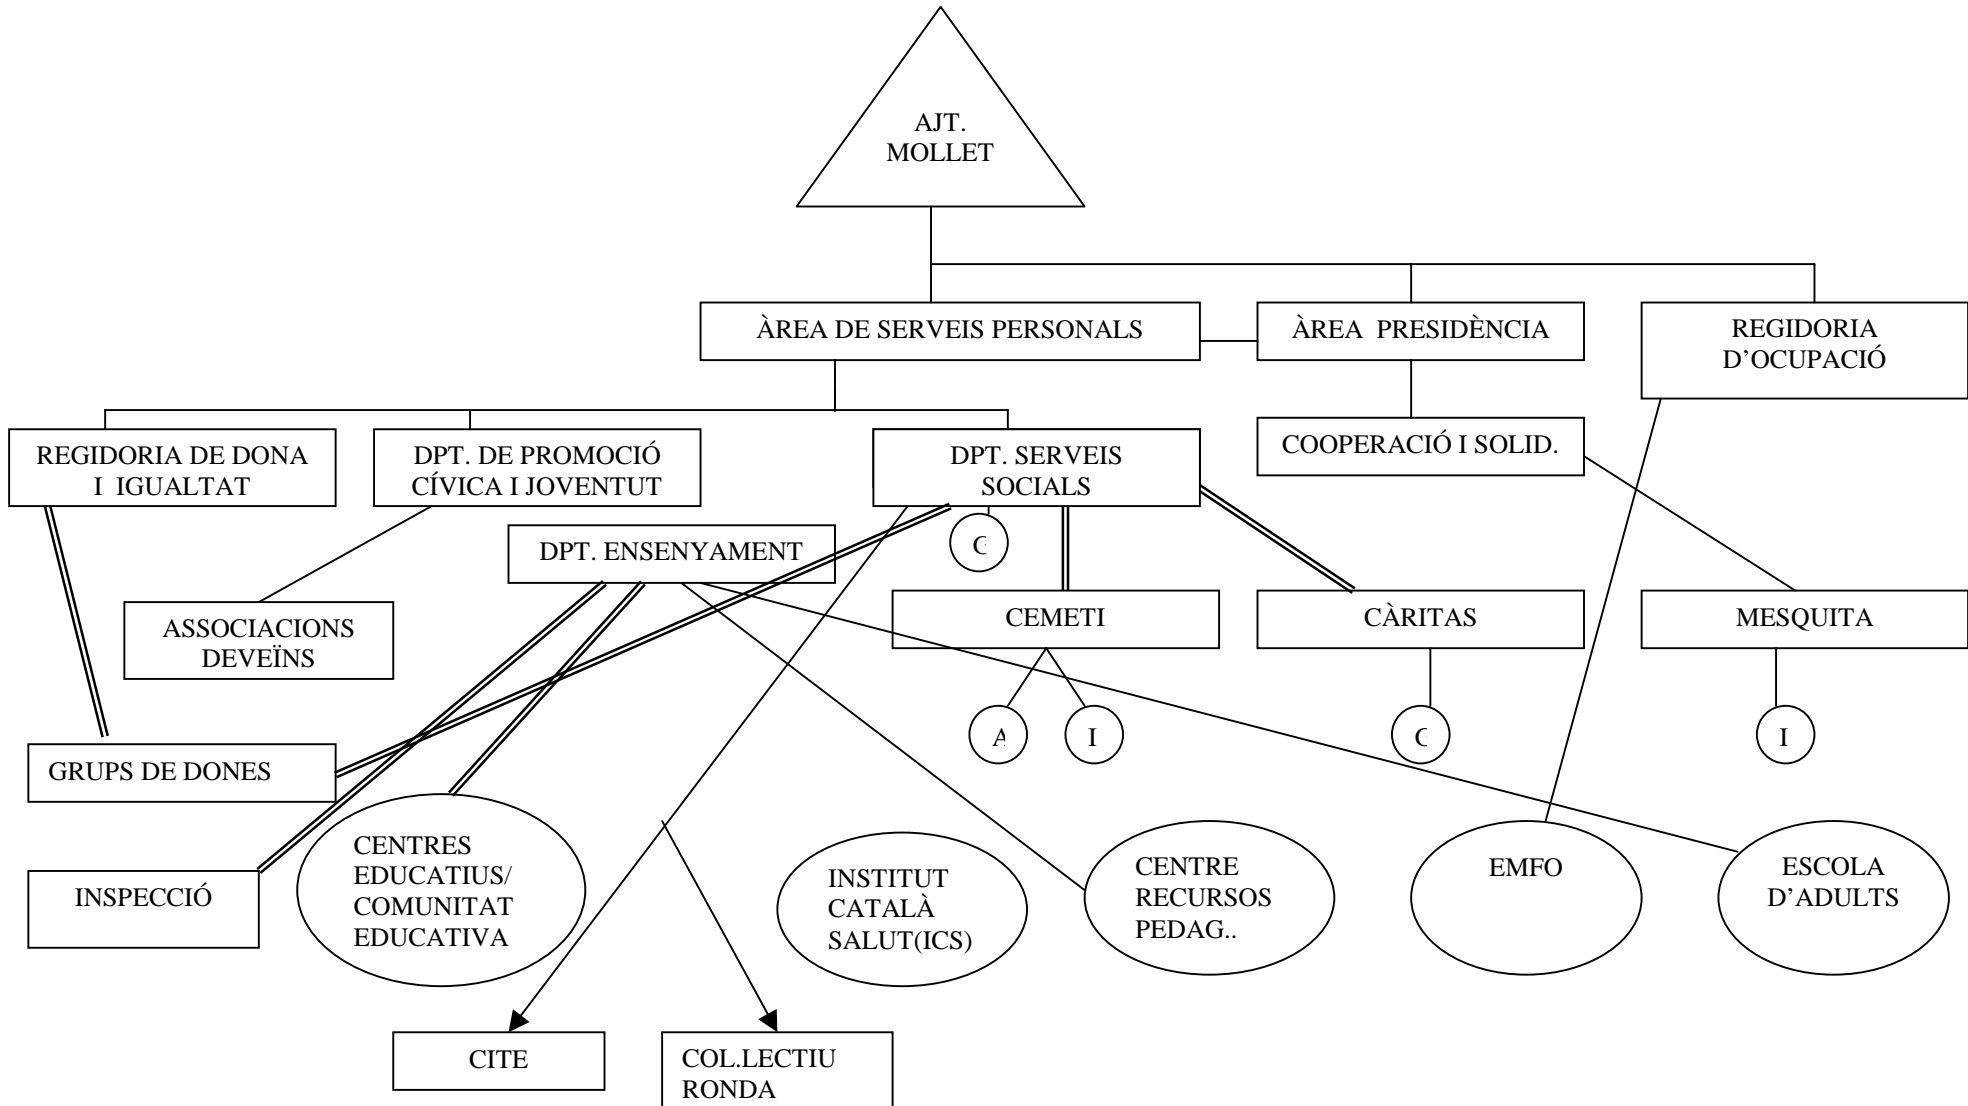 AJT.
MOLLET
ÀREA DE SERVEIS PERSONALS
ÀREA PRESIDÈNCIA
REGIDORIA
D’OCUPACIÓ
REGIDORIA DE DONA
I IGUALTAT
DPT. DE PROMOCIÓ
CÍVICA I JOVENTUT
DPT. SERVEIS
SOCIALS
COOPERACIÓ I SOLID.
DPT. ENSENYAMENT
ASSOCIACIONS
DEVEÏNS
CEMETI
CÀRITAS
MESQUITA
A
I
I
GRUPS DE DONES
INSPECCIÓ
CENTRES
EDUCATIUS/
COMUNITAT
EDUCATIVA
INSTITUT
CATALÀ
SALUT(ICS)
CENTRE
RECURSOS
PEDAG..
EMFO
ESCOLA
D’ADULTS
CITE
COL.LECTIU
RONDA